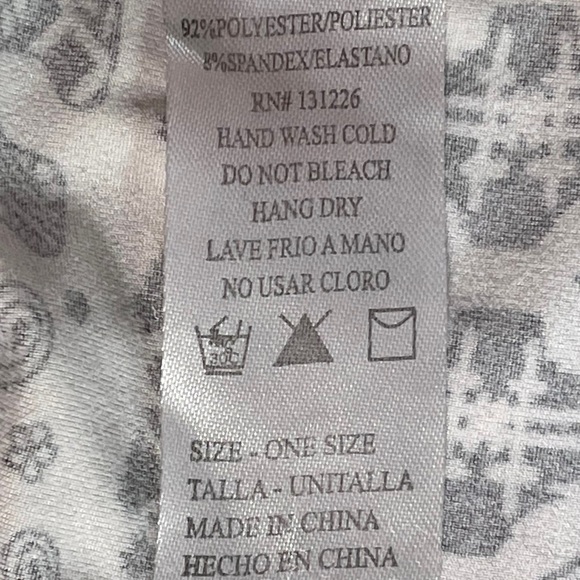 92%POLYESTER/POLIESTER
8%SPANDEX/ELASTANO
RN# 131226
HAND WASH COLD
DO NOT BLEACH
HANG DRY
LAVE FRIO A MANO
NO USAR CLORO
30C
SIZE - ONE SIZE
TALLA - UNITALLA
MADE IN CHINA
HECHO EN CHINA